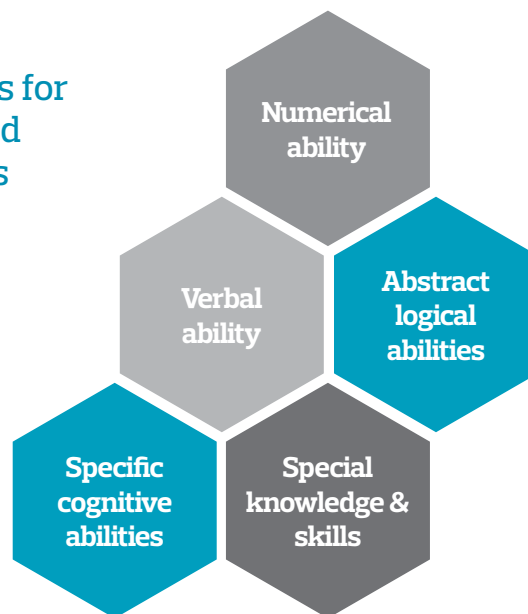 s for
d
s
Numerical
ability
Verbal
ability
Abstract
logical
abilities
Specific
cognitive
abilities
Special
knowledge &
skills